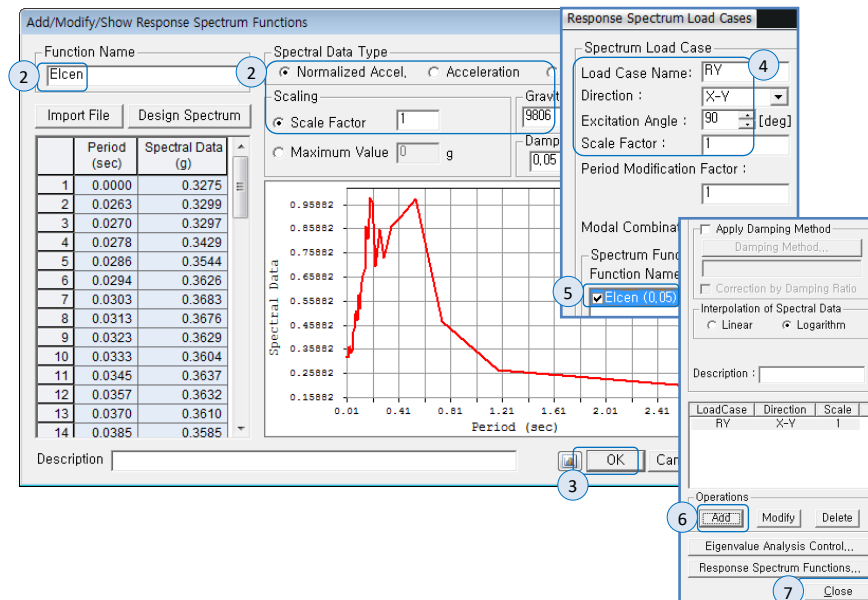 Add/Modify/Show Response Spectrum Functions
Function Name
2
Elcen
Import File
Design Spectrum
Period (sec)
Spectral Data (g)
1 0.0000 0.3275
2 0.0263 0.3299
3 0.0270 0.3297
4 0.0278 0.3429
5 0.0286 0.3544
6 0.0294 0.3626
7 0.0303 0.3683
8 0.0313 0.3676
9 0.0323 0.3629
10 0.0333 0.3604
11 0.0345 0.3637
12 0.0357 0.3632
13 0.0370 0.3610
14 0.0385 0.3585
Spectral Data Type
2
Normalized Accel. Acceleration
Scaling
Scale Factor 1
Maximum Value 0 g
Gravit
9806
Damp
0,05
Spectral Data
0.95882
0.85882
0.75882
0.65882
0.55882
0.45882
0.35882
0.25882
0.15882
0.01 0.41 0.81 1.21 1.61 2.01 2.41
Period (sec)
Description
OK
Can
3
Response Spectrum Load Cases
Spectrum Load Case
4
Load Case Name: RY
Direction : X-Y
Excitation Angle : 90 [deg]
Scale Factor : 1
Period Modification Factor :
1
Modal Combinat
Spectrum Func
Function Name
5
Elcen (0,05)
Apply Damping Method
Damping Method...
Correction by Damping Ratio
Interpolation of Spectral Data
Linear Logarithm
Description :
LoadCase Direction Scale
RY X-Y 1
Operations
6
Add Modify Delete
Eigenvalue Analysis Control...
Response Spectrum Functions...
7
Close